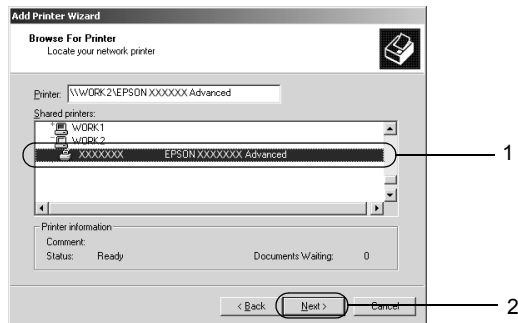 Add Printer Wizard
Browse For Printer
Locate your network printer
Printer: \\WORK2\EPSON XXXXXX Advanced
Shared printers:
WORK1
WORK2
XXXXXXX EPSON XXXXXXX Advanced
1
Printer information
Comment:
Status: Ready Documents Waiting: 0
< Back Next > Cancel
2